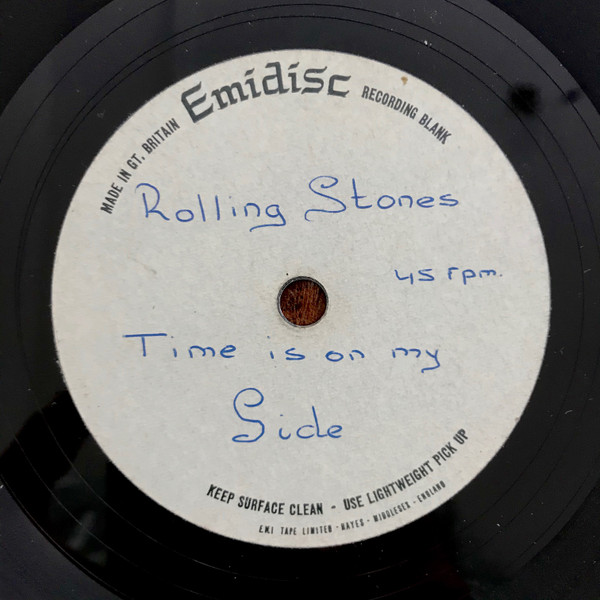 MADE IN GT. BRITAIN Emidisc RECORDING BLANK
Rolling Stones
45 rpm.
Time is on my
Side
KEEP SURFACE CLEAN - USE LIGHTWEIGHT PICK UP
E.M.I TAPE LIMITED - HAYES - MIDDLESEX - ENGLAND